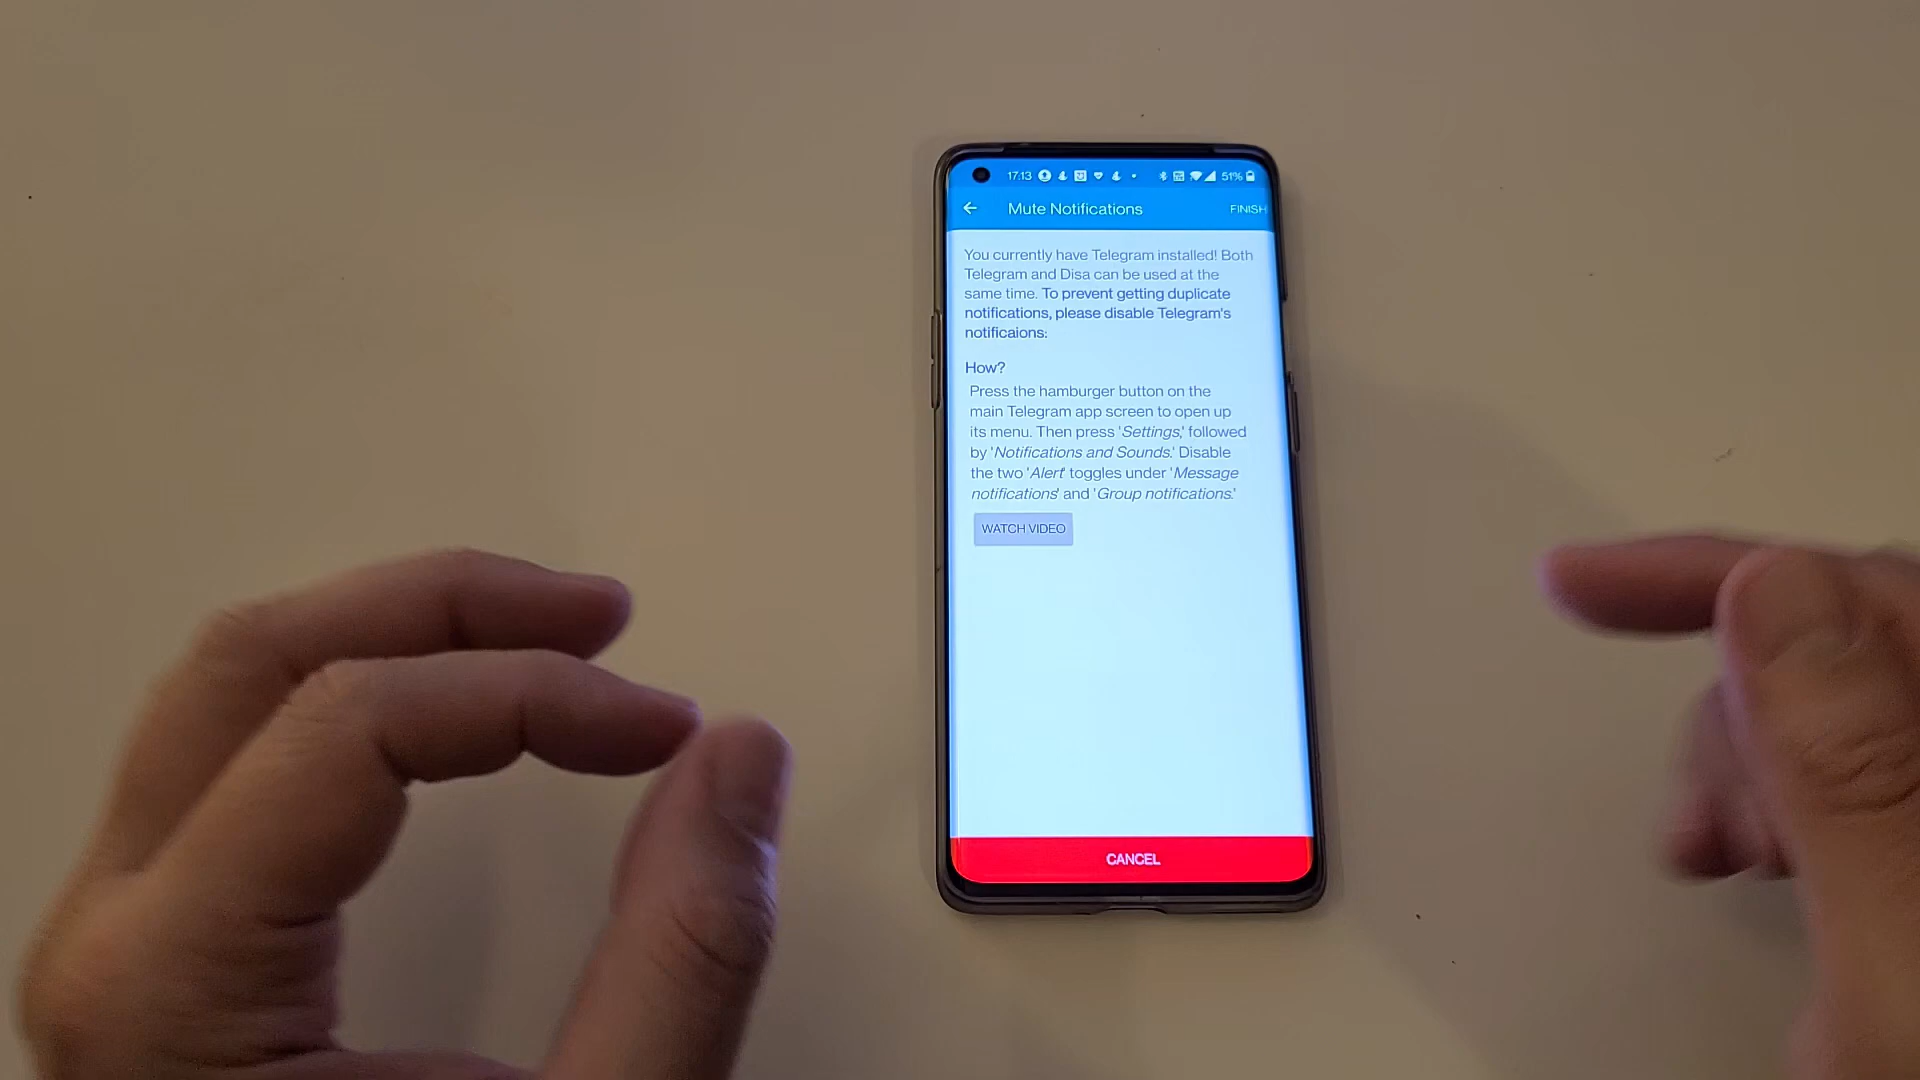 17:13 51%
Mute Notifications FINISH
You currently have Telegram installed! Both
Telegram and Disa can be used at the
same time. To prevent getting duplicate
notifications, please disable Telegram's
notificaions:
How?
Press the hamburger button on the
main Telegram app screen to open up
its menu. Then press 'Settings,' followed
by 'Notifications and Sounds.' Disable
the two 'Alert' toggles under 'Message
notifications' and 'Group notifications.'
WATCH VIDEO
CANCEL